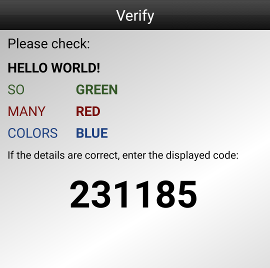 Verify
Please check:
HELLO WORLD!
SO GREEN
MANY RED
COLORS BLUE
If the details are correct, enter the displayed code:
231185